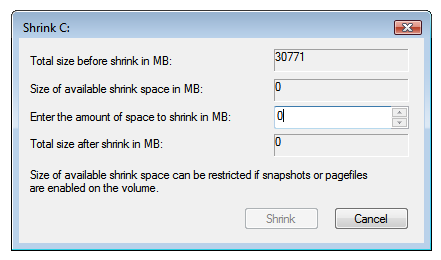 Shrink C:
Total size before shrink in MB: 30771
Size of available shrink space in MB: 0
Enter the amount of space to shrink in MB: 0
Total size after shrink in MB: 0
Size of available shrink space can be restricted if snapshots or pagefiles
are enabled on the volume.
Shrink Cancel